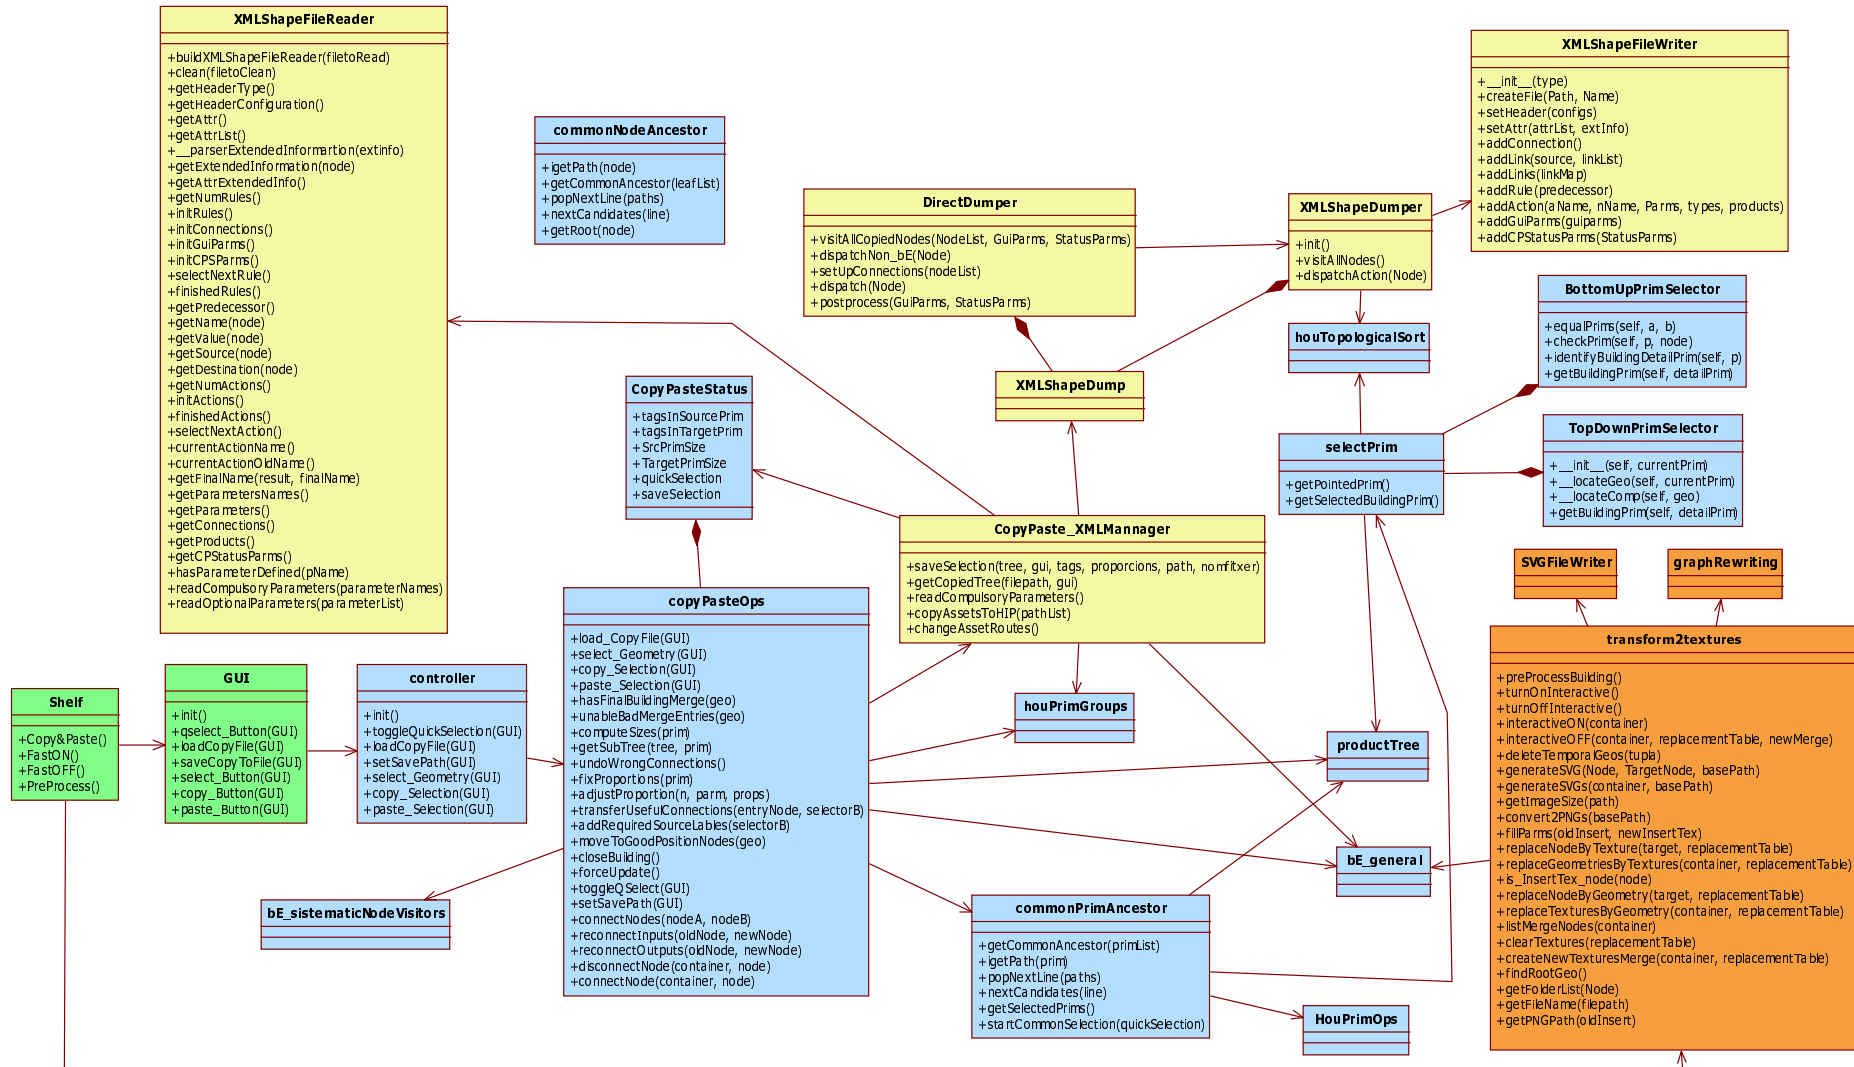 XMLShapeFileReader
+buildXMLShapeFileReader(filetoRead)
+clean(filetoClean)
+getHeaderType()
+getHeaderConfiguration()
+getAttr()
+getAttrList()
+__parserExtendedInformartion(extinfo)
+getExtendedInformation(node)
+getAttrExtendedInfo()
+getNumRules()
+initRules()
+initConnections()
+initGuiParms()
+initCPSParms()
+selectNextRule()
+finishedRules()
+getPredecessor()
+getName(node)
+getValue(node)
+getSource(node)
+getDestination(node)
+getNumActions()
+initActions()
+finishedActions()
+selectNextAction()
+currentActionName()
+currentActionOldName()
+getFinalName(result, finalName)
+getParametersNames()
+getParameters()
+getConnections()
+getProducts()
+getCPStatusParms()
+hasParameterDefined(pName)
+readCompulsoryParameters(parameterNames)
+readOptionalParameters(parameterList)
commonNodeAncestor
+igetPath(node)
+getCommonAncestor(leafList)
+popNextLine(paths)
+nextCandidates(line)
+getRoot(node)
DirectDumper
+visitAllCopiedNodes(NodeList, GuiParms, StatusParms)
+dispatchNon_bE(Node)
+setUpConnections(nodeList)
+dispatch(Node)
+postprocess(GuiParms, StatusParms)
XMLShapeDumper
+init()
+visitAllNodes()
+dispatchAction(Node)
XMLShapeFileWriter
+__init__(type)
+createFile(Path, Name)
+setHeader(configs)
+setAttr(attrList, extInfo)
+addConnection()
+addLink(source, linkList)
+addLinks(linkMap)
+addRule(predecessor)
+addAction(aName, nName, Parms, types, products)
+addGuiParms(guiparms)
+addCPStatusParms(StatusParms)
houTopologicalSort
BottomUpPrimSelector
+equalPrims(self, a, b)
+checkPrim(self, p, node)
+identifyBuildingDetailPrim(self, p)
+getBuildingPrim(self, detailPrim)
XMLShapeDump
CopyPasteStatus
+tagsInSourcePrim
+tagsInTargetPrim
+SrcPrimSize
+TargetPrimSize
+quickSelection
+saveSelection
selectPrim
+getPointedPrim()
+getSelectedBuildingPrim()
TopDownPrimSelector
+__init__(self, currentPrim)
+__locateGeo(self, currentPrim)
+__locateComp(self, geo)
+getBuildingPrim(self, detailPrim)
CopyPaste_XMLMannager
+saveSelection(tree, gui, tags, proporcions, path, nomfitxer)
+getCopiedTree(filepath, gui)
+readCompulsoryParameters()
+copyAssetsToHIP(pathList)
+changeAssetRoutes()
SVGFileWriter
graphRewriting
Shelf
+Copy&Paste()
+FastON()
+FastOFF()
+PreProcess()
GUI
+init()
+qselect_Button(GUI)
+loadCopyFile(GUI)
+saveCopyToFile(GUI)
+select_Button(GUI)
+copy_Button(GUI)
+paste_Button(GUI)
controller
+init()
+toggleQuickSelection(GUI)
+loadCopyFile(GUI)
+setSavePath(GUI)
+select_Geometry(GUI)
+copy_Selection(GUI)
+paste_Selection(GUI)
copyPasteOps
+load_CopyFile(GUI)
+select_Geometry(GUI)
+copy_Selection(GUI)
+paste_Selection(GUI)
+hasFinalBuildingMerge(geo)
+unableBadMergeEntries(geo)
+computeSizes(prim)
+getSubTree(tree, prim)
+undoWrongConnections()
+fixProportions(prim)
+adjustProportion(n, parm, props)
+transferUsefulConnections(entryNode, selectorB)
+addRequiredSourceLables(selectorB)
+moveToGoodPositionNodes(geo)
+closeBuilding()
+forceUpdate()
+toggleQSelect(GUI)
+setSavePath(GUI)
+connectNodes(nodeA, nodeB)
+reconnectInputs(oldNode, newNode)
+reconnectOutputs(oldNode, newNode)
+disconnectNode(container, node)
+connectNode(container, node)
houPrimGroups
productTree
bE_general
bE_sistematicNodeVisitors
commonPrimAncestor
+getCommonAncestor(primList)
+igetPath(prim)
+popNextLine(paths)
+nextCandidates(line)
+getSelectedPrims()
+startCommonSelection(quickSelection)
HouPrimOps
transform2textures
+preProcessBuilding()
+turnOnInteractive()
+turnOffInteractive()
+interactiveON(container)
+interactiveOFF(container, replacementTable, newMerge)
+deleteTemporalGeos(tupla)
+generateSVG(Node, TargetNode, basePath)
+generateSVGs(container, basePath)
+getImageSize(path)
+convert2PNGs(basePath)
+fillParms(oldInsert, newInsertTex)
+replaceNodeByTexture(target, replacementTable)
+replaceGeometriesByTextures(container, replacementTable)
+is_InsertTex_node(node)
+replaceNodeByGeometry(target, replacementTable)
+replaceTexturesByGeometry(container, replacementTable)
+listMergeNodes(container)
+clearTextures(replacementTable)
+createNewTexturesMerge(container, replacementTable)
+findRootGeo()
+getFolderList(Node)
+getFileName(filepath)
+getPNGPath(oldInsert)